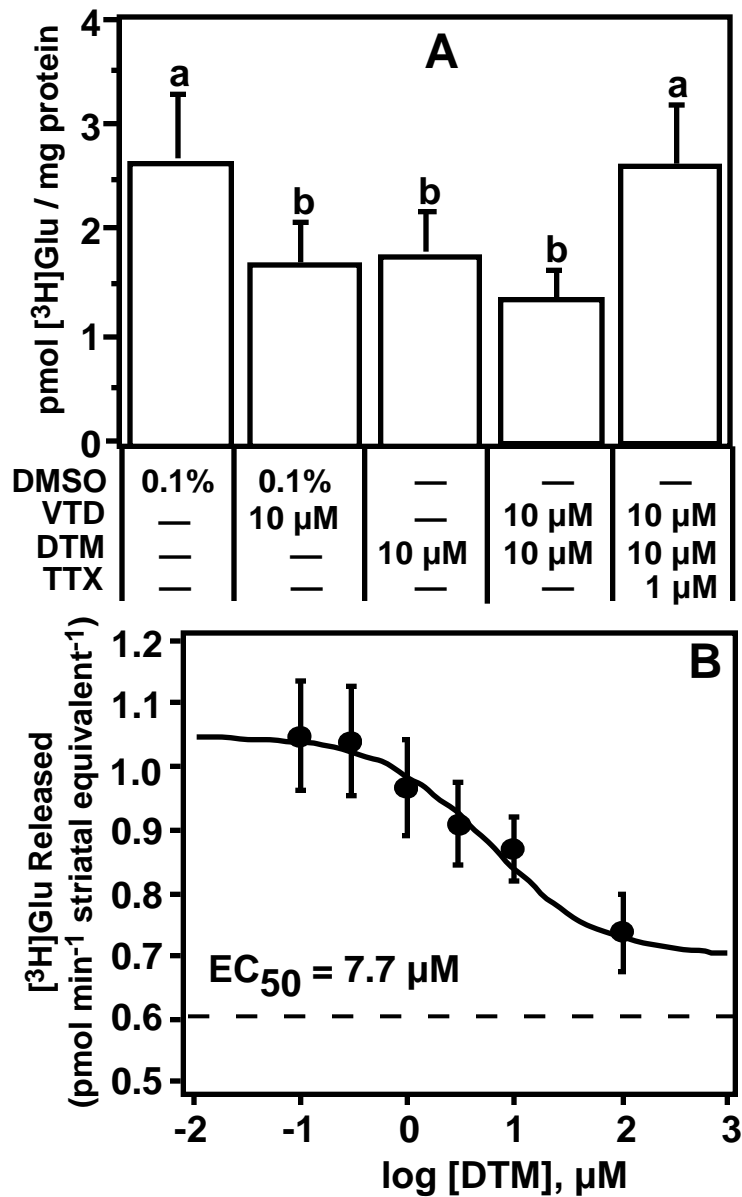 A
4
3
2
1
0
pmol [³H]Glu / mg protein
a
b
b
b
a
DMSO 0.1% 0.1% — — —
VTD — 10 µM — 10 µM 10 µM
DTM — — 10 µM 10 µM 10 µM
TTX — — — — 1 µM
B
1.2
1.1
1.0
0.9
0.8
0.7
0.6
0.5
[³H]Glu Released
(pmol min⁻¹ striatal equivalent⁻¹)
EC₅₀ = 7.7 µM
-2 -1 0 1 2 3
log [DTM], µM